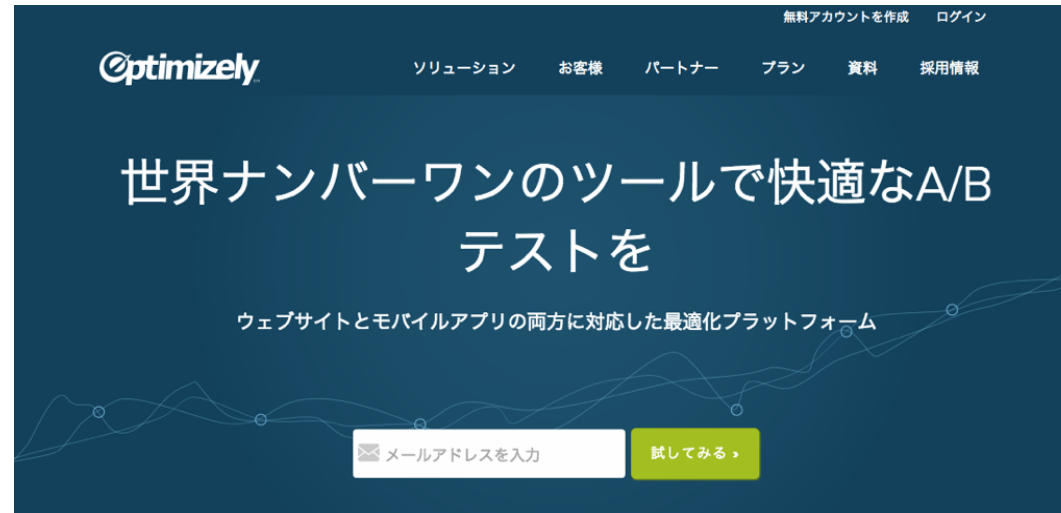 無料アカウントを作成 ログイン
Optimizely
ソリューション お客様 パートナー プラン 資料 採用情報
世界ナンバーワンのツールで快適なA/B
テストを
ウェブサイトとモバイルアプリの両方に対応した最適化プラットフォーム
メールアドレスを入力 試してみる »